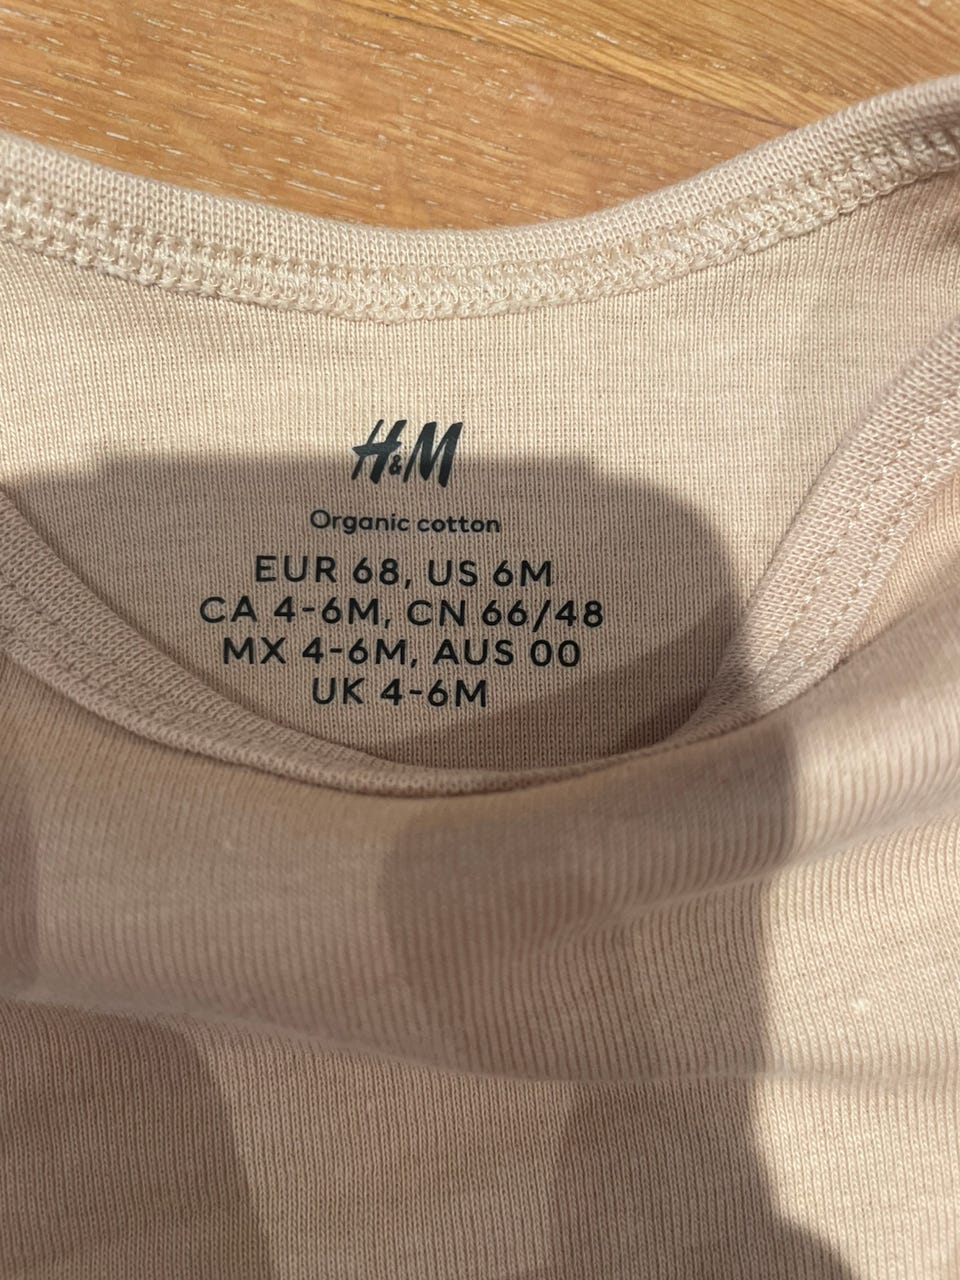 H&M
Organic cotton
EUR 68, US 6M
CA 4-6M, CN 66/48
MX 4-6M, AUS 00
UK 4-6M